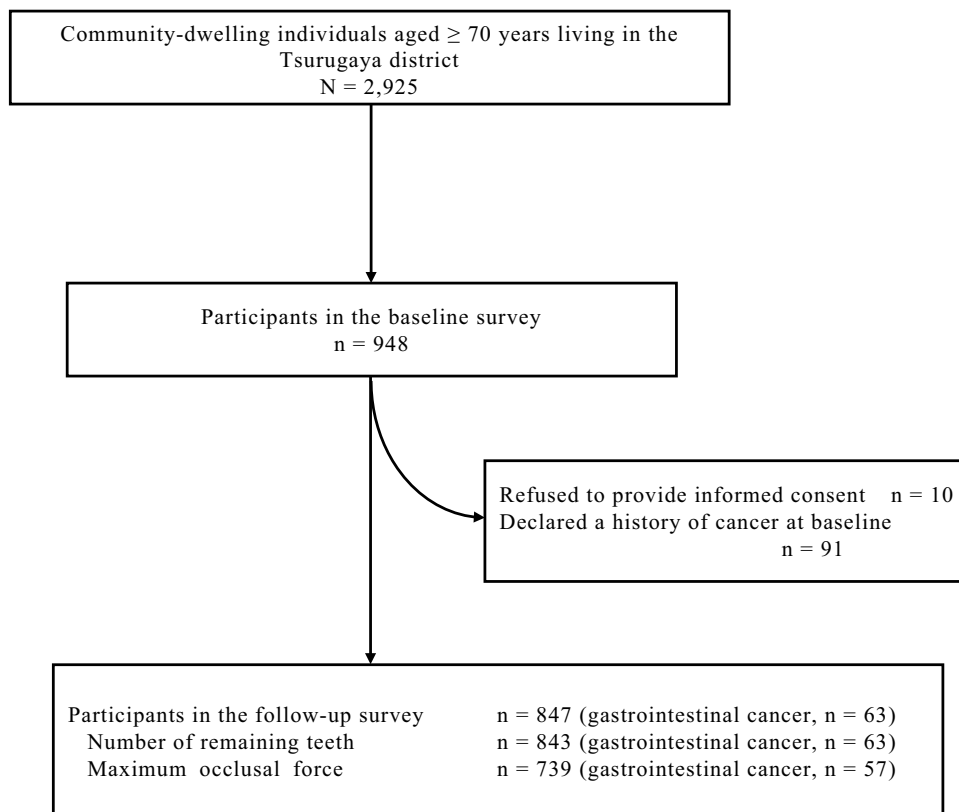 Community-dwelling individuals aged ≥ 70 years living in the
Tsurugaya district
N = 2,925
Participants in the baseline survey
n = 948
Refused to provide informed consent n = 10
Declared a history of cancer at baseline
n = 91
Participants in the follow-up survey n = 847 (gastrointestinal cancer, n = 63)
Number of remaining teeth n = 843 (gastrointestinal cancer, n = 63)
Maximum occlusal force n = 739 (gastrointestinal cancer, n = 57)